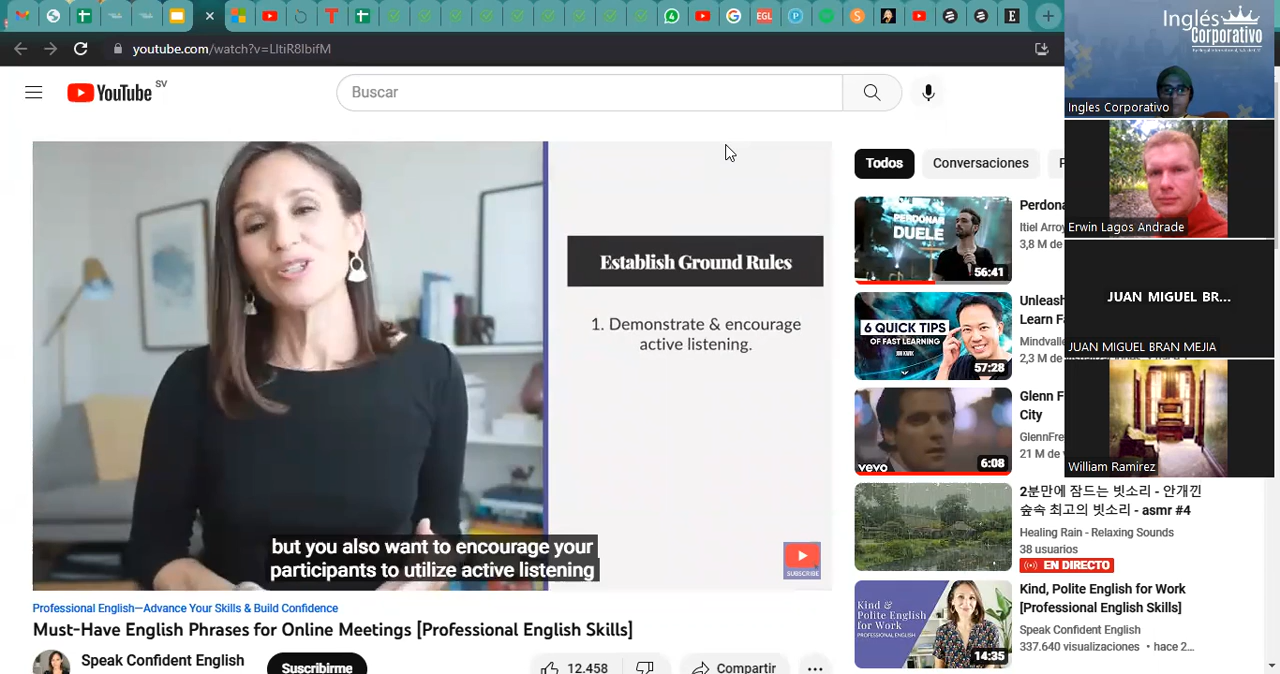 EGL
youtube.com/watch?v=LltiR8lbifM
YouTube SV
Buscar
Establish Ground Rules
1. Demonstrate & encourage
active listening.
but you also want to encourage your
participants to utilize active listening
SUBSCRIBE
Professional English—Advance Your Skills & Build Confidence
Must-Have English Phrases for Online Meetings [Professional English Skills]
Speak Confident English
Suscribirme
12.458
Compartir
Todos
Conversaciones
PERDONAR
DUELE
56:41
Perdona
Itiel Arroy
3,8 M de
6 QUICK TIPS
OF FAST LEARNING
57:28
Unleash
Learn Fa
Mindvalle
2,3 M de
vevo
6:08
Glenn F
City
GlennFre
21 M de
2분만에 잠드는 빗소리 - 안개낀
숲속 최고의 빗소리 - asmr #4
Healing Rain - Relaxing Sounds
38 usuarios
EN DIRECTO
Kind &
Polite English
for Work
PROFESSIONAL ENGLISH
14:35
Kind, Polite English for Work
[Professional English Skills]
Speak Confident English
337.640 visualizaciones • hace 2...
Inglés
Corporativo
Ingles Corporativo
Erwin Lagos Andrade
JUAN MIGUEL BR...
JUAN MIGUEL BRAN MEJIA
William Ramirez